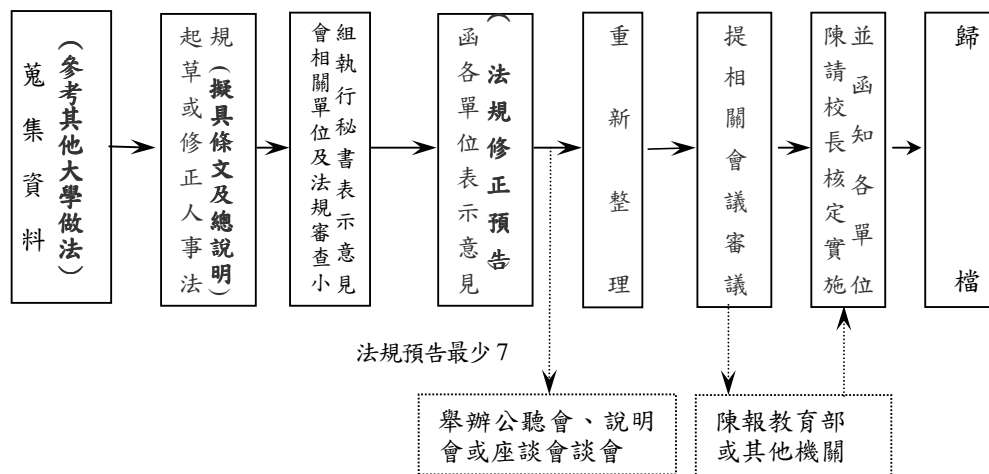 蒐集資料
(參考其他大學做法)
起草或修正人事法
規(擬具條文及總說明)
會相關單位及法規審查小
組執行秘書表示意見
函各單位表示意見
(法規修正預告)
重新整理
提相關會議審議
陳請校長核定實施
並函知各單位
歸檔
法規預告最少 7
舉辦公聽會、說明
會或座談會談會
陳報教育部
或其他機關